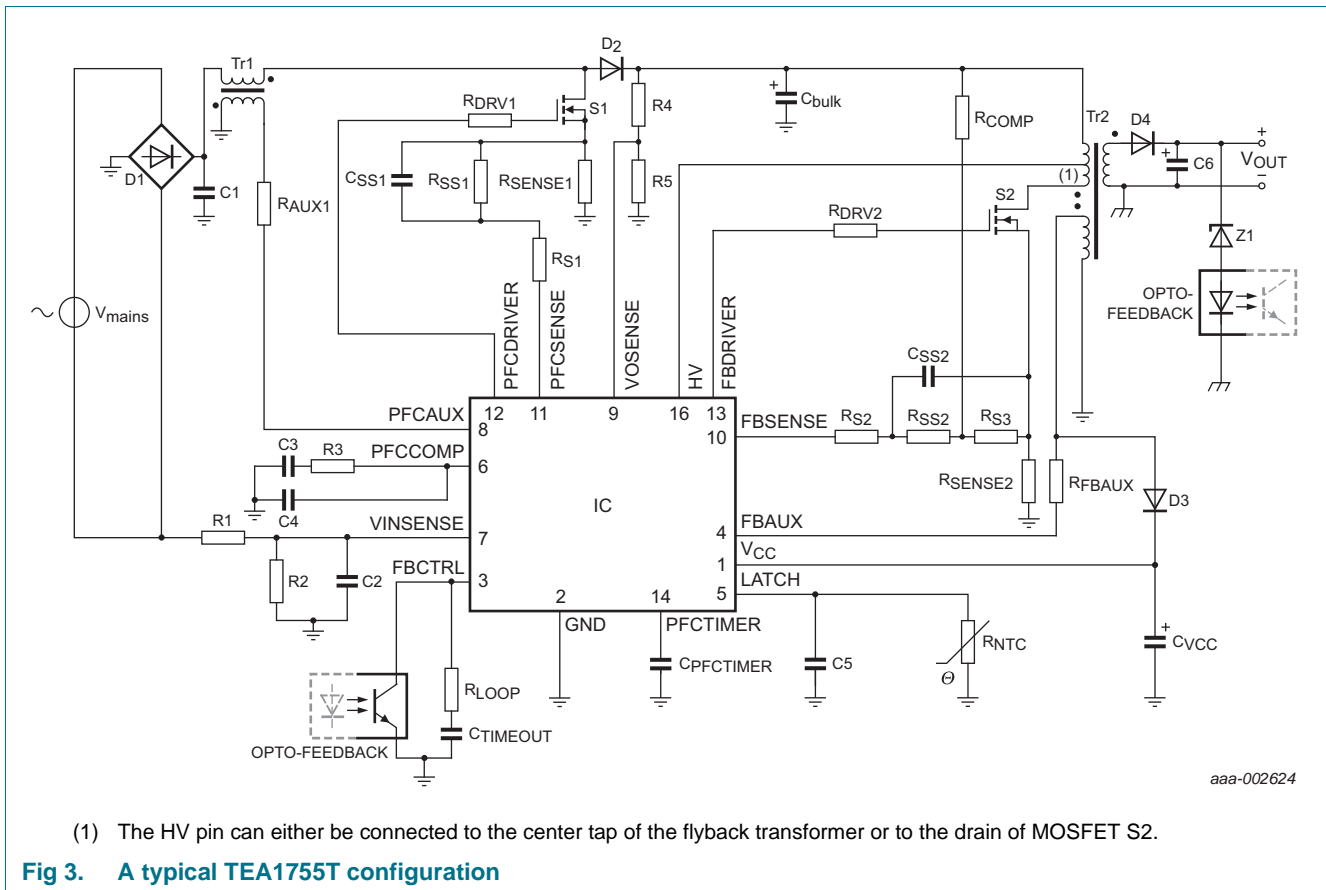 D2
Tr1
RDRV1
S1
R4
Cbulk
RCOMP
Tr2
D4
+
C6
VOUT
−
(1)
D1
C1
RAUX1
CSS1
RSS1
RSENSE1
R5
S2
RDRV2
Z1
RS1
OPTO-
FEEDBACK
Vmains
PFCDRIVER
PFCSENSE
VOSENSE
HV
FBDRIVER
CSS2
12
11
9
16
13
PFCAUX
8
10
FBSENSE
RS2
RSS2
RS3
C3
R3
PFCCOMP
6
C4
RSENSE2
RFBAUX
D3
IC
R1
VINSENSE
7
FBAUX
4
VCC
1
R2
C2
FBCTRL
3
LATCH
5
2
14
GND
PFCTIMER
CPFCTIMER
C5
RNTC
Θ
+
CVCC
RLOOP
CTIMEOUT
OPTO-FEEDBACK
aaa-002624
(1) The HV pin can either be connected to the center tap of the flyback transformer or to the drain of MOSFET S2.
Fig 3. A typical TEA1755T configuration